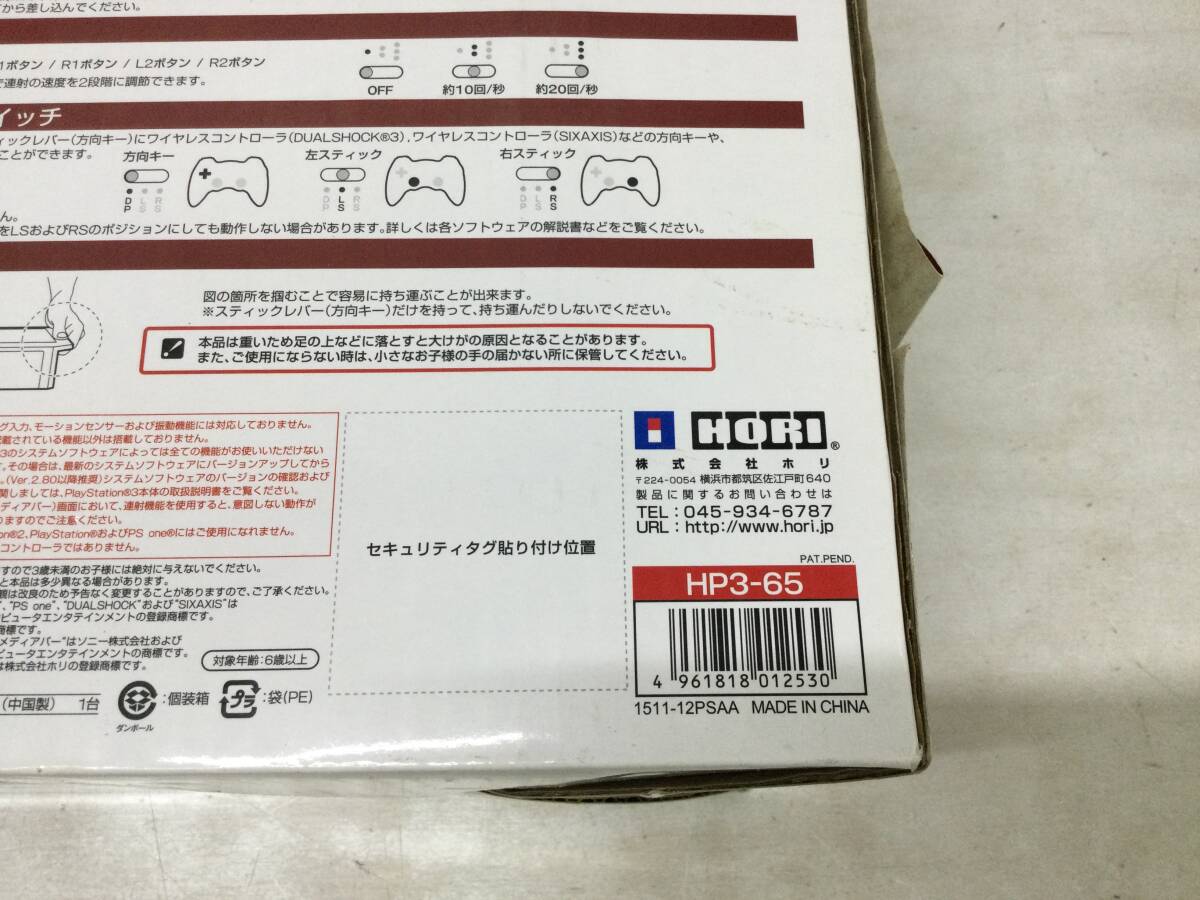 から差し込んでください。
1ボタン / R1ボタン / L2ボタン / R2ボタン
で連射の速度を2段階に調節できます。
OFF
約10回/秒
約20回/秒
イッチ
ィックレバー(方向キー)にワイヤレスコントローラ(DUALSHOCK®3)、ワイヤレスコントローラ(SIXAXIS)などの方向キーや、
ことができます。
方向キー
左スティック
右スティック
DP LS RS
DP LS RS
DP LS RS
ん。
をLSおよびRSのポジションにしても動作しない場合があります。詳しくは各ソフトウェアの解説書などをご覧ください。
図の箇所を掴むことで容易に持ち運ぶことが出来ます。
※スティックレバー(方向キー)だけを持って、持ち運んだりしないでください。
本品は重いため足の上などに落とすと大けがの原因となることがあります。
また、ご使用にならない時は、小さなお子様の手の届かない所に保管してください。
グ入力、モーションセンサーおよび振動機能には対応しておりません。
載されている機能以外は搭載しておりません。
3のシステムソフトウェアによっては全ての機能がお使いいただけない
。その場合は、最新のシステムソフトウェアにバージョンアップしてから
。(Ver.2.80以降推奨)システムソフトウェアのバージョンの確認および
関しましては、PlayStation®3本体の取扱説明書をご覧ください。
ディアバー)画面において、連射機能を使用すると、意図しない動作が
りますのでご注意ください。
on®2、PlayStation®およびPS one®にはご使用になれません。
コントローラではありません。
すので3歳未満のお子様には絶対に与えないでください。
と本品は多少異なる場合があります。
観は改良のため予告なく変更することがありますので、ご了承ください。
"、"PS one"、"DUALSHOCK"および"SIXAXIS"は
ピュータエンタテインメントの登録商標です。
商標です。
メディアバー"はソニー株式会社および
ピュータエンタテインメントの商標です。
は株式会社ホリの登録商標です。
対象年齢:6歳以上
(中国製) 1台
ダンボール
:個装箱
プラ
:袋(PE)
セキュリティタグ貼り付け位置
HORI®
株式会社ホリ
〒224-0054 横浜市都筑区佐江戸町640
製品に関するお問い合わせは
TEL : 045-934-6787
URL : http://www.hori.jp
PAT.PEND.
HP3-65
4 961818 012530
1511-12PSAA MADE IN CHINA